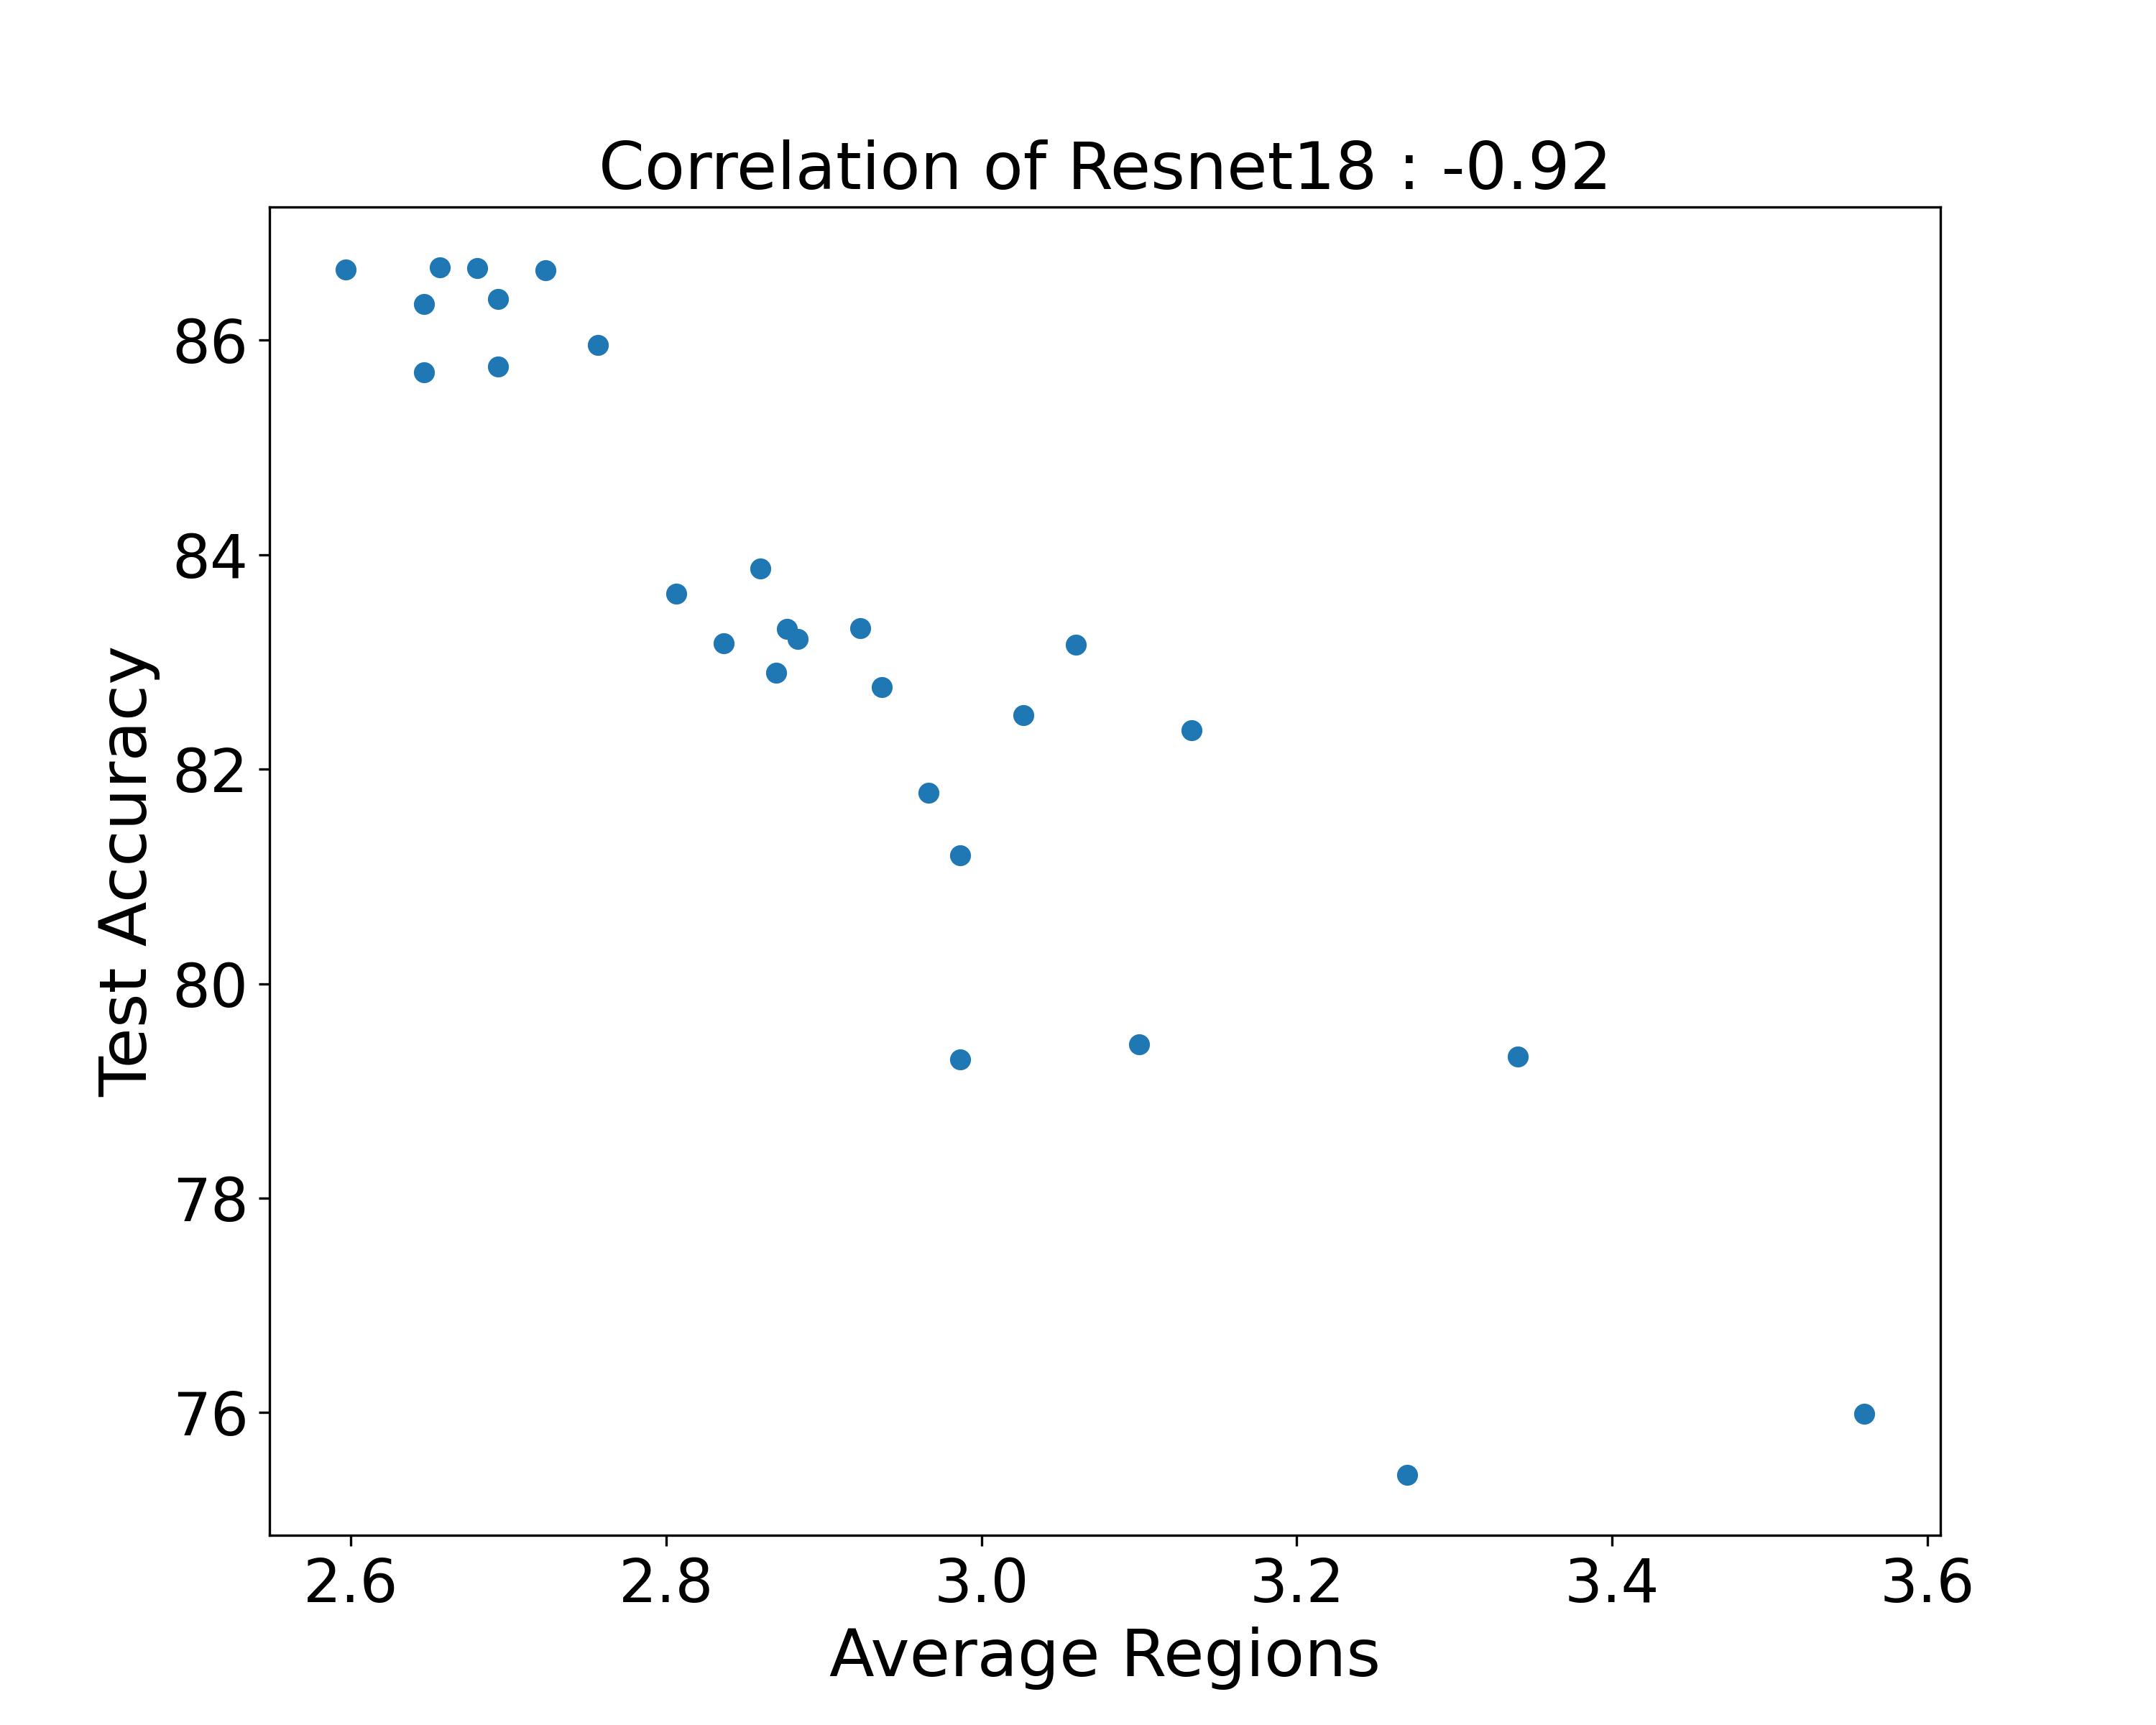 Correlation of Resnet18 : -0.92
86
84
82
80
78
76
Test Accuracy
2.6 2.8 3.0 3.2 3.4 3.6
Average Regions